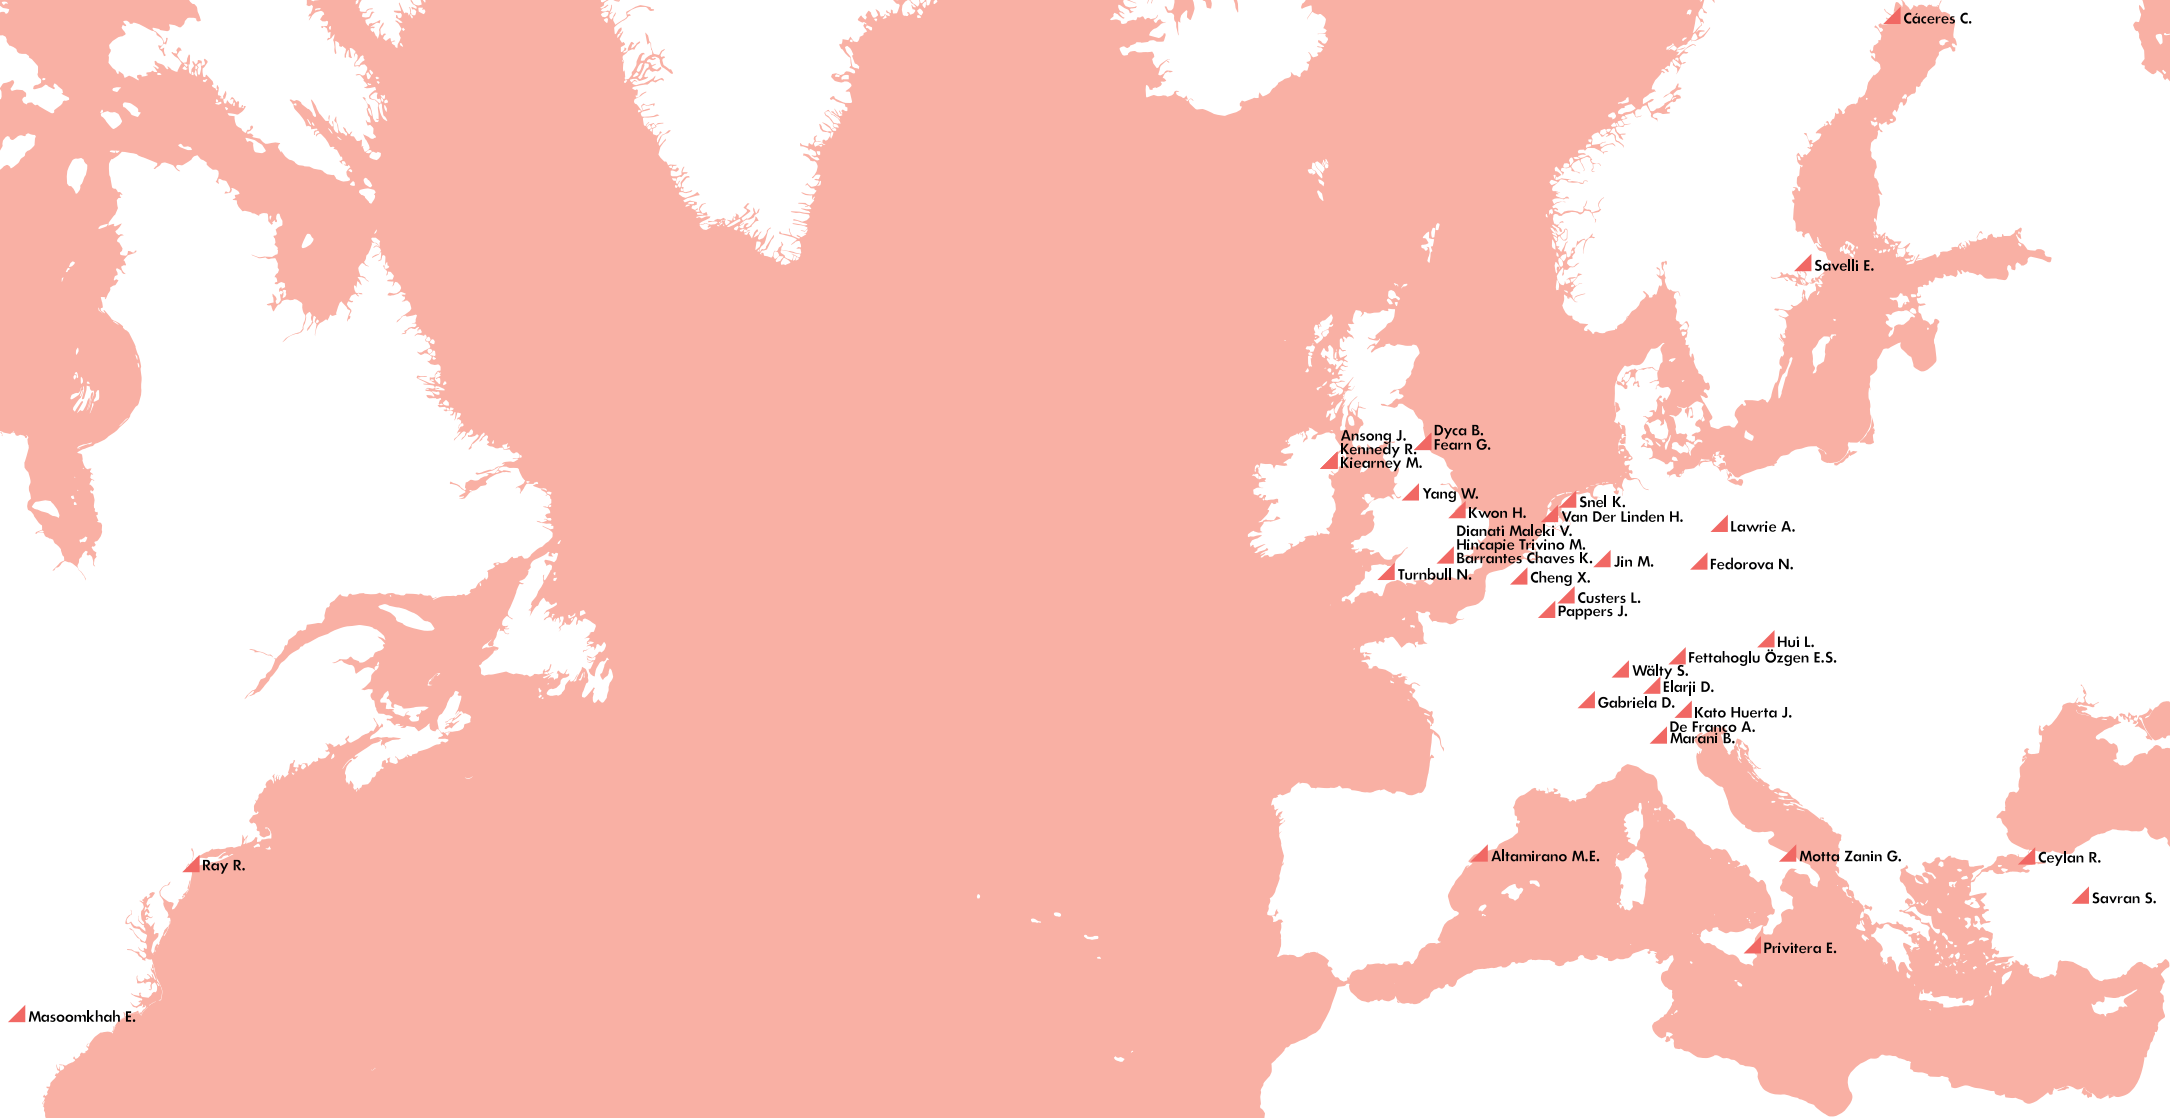 Cáceres C.
Savelli E.
Dyca B.
Fearn G.
Ansong J.
Kennedy R.
Kiearney M.
Yang W.
Snel K.
Kwon H.
Van Der Linden H.
Lawrie A.
Dianati Maleki V.
Hincapie Trivino M.
Barrantes Chaves K.
Jin M.
Fedorova N.
Turnbull N.
Cheng X.
Custers L.
Pappers J.
Hui L.
Fettahoglu Özgen E.S.
Wälty S.
Elarji D.
Gabriela D.
Kato Huerta J.
De Franco A.
Marani B.
Altamirano M.E.
Motta Zanin G.
Ceylan R.
Ray R.
Savran S.
Privitera E.
Masoomkhah E.